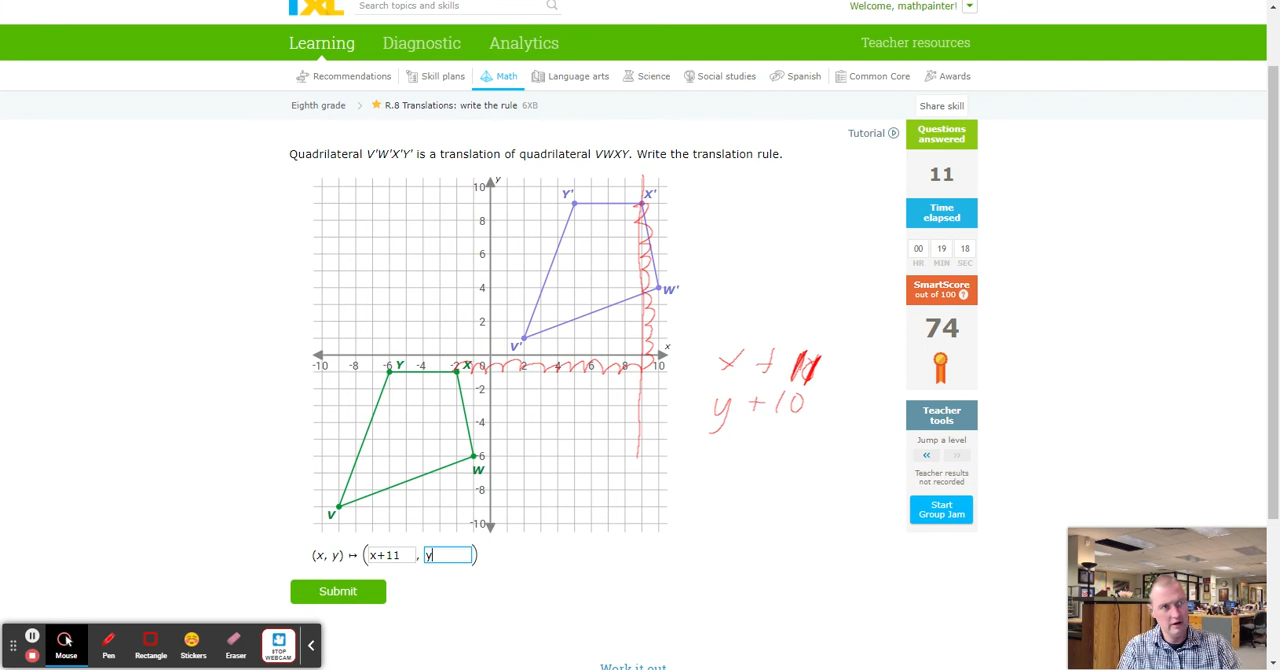 IXL
Search topics and skills
Welcome, mathpainter!
Learning Diagnostic Analytics Teacher resources
Recommendations Skill plans Math Language arts Science Social studies Spanish Common Core Awards
Eighth grade > R.8 Translations: write the rule 6XB
Share skill
Tutorial
Quadrilateral V'W'X'Y' is a translation of quadrilateral VWXY. Write the translation rule.
y
10
8
6
4
2
x
-10 -8 -6 -4 -2 0 2 4 6 8 10
-2
-4
-6
-8
-10
Y' X'
W'
V'
Y X
W
V
x +
y + 10
(x, y) ↦ (x+11 , y )
Submit
Questions
answered
11
Time
elapsed
00 19 18
HR MIN SEC
SmartScore
out of 100 ?
74
Teacher
tools
Jump a level
<< >>
Teacher results
not recorded
Start
Group Jam
Mouse Pen Rectangle Stickers Eraser STOP WEBCAM
Work it out